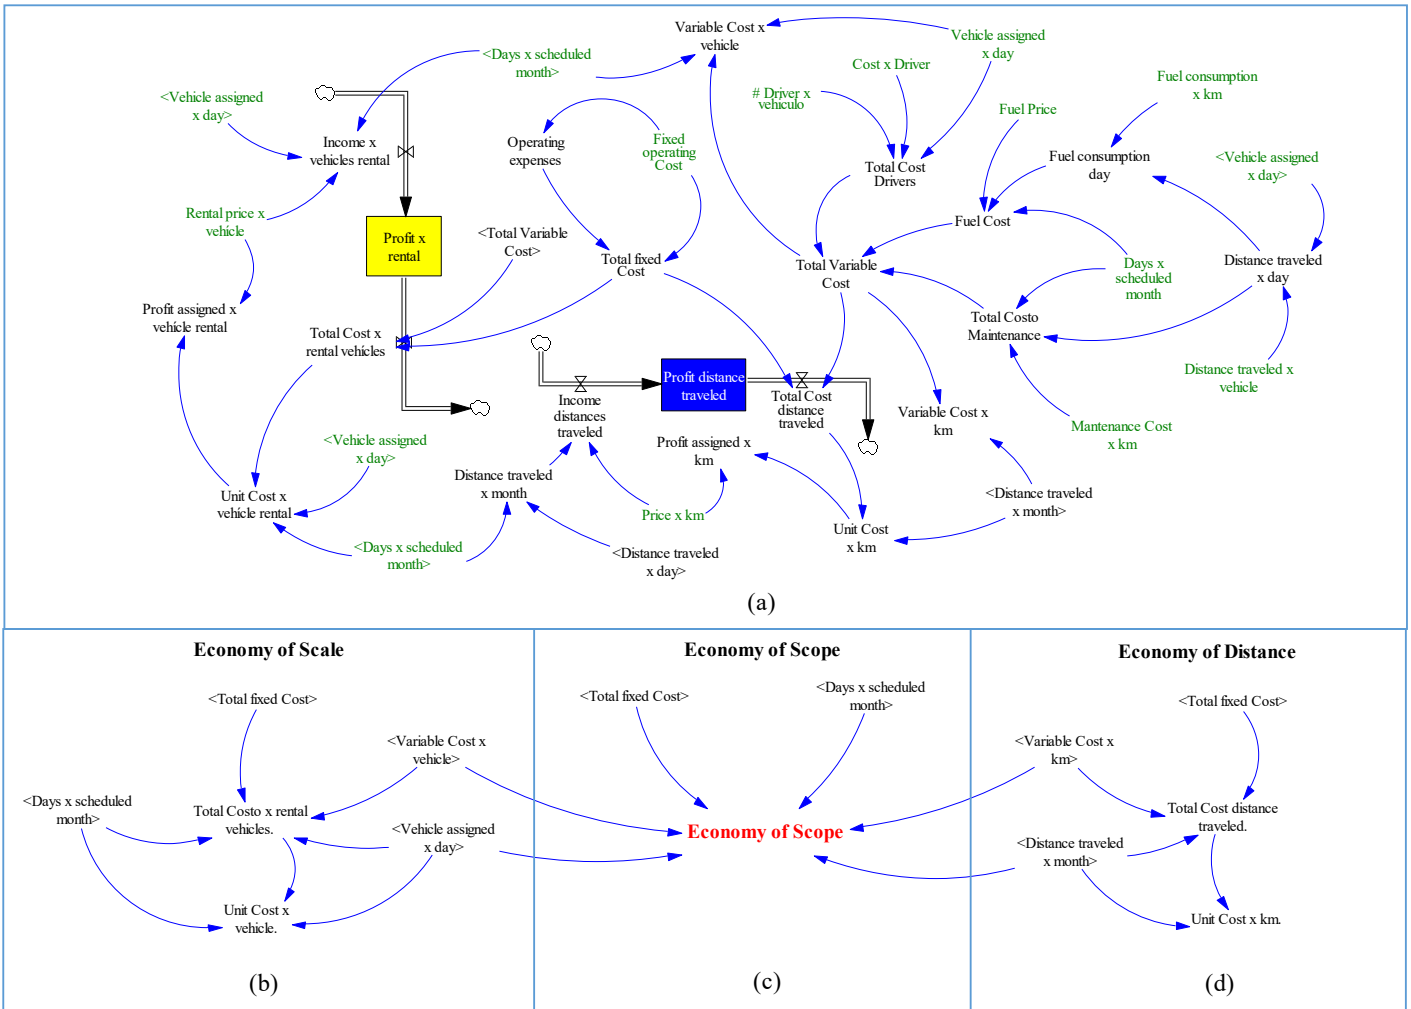 Variable Cost x
vehicle
Vehicle assigned
x day
<Days x scheduled
month>
Cost x Driver
Fuel consumption
x km
<Vehicle assigned
x day>
# Driver x
vehiculo
Fuel Price
Income x
vehicles rental
Operating
expenses
Fixed
operating
Cost
Total Cost
Drivers
Fuel consumption
day
<Vehicle assigned
x day>
Rental price x
vehícle
Profit x
rental
<Total Variable
Cost>
Fuel Cost
Total fixed
Cost
Total Variable
Cost
Days x
scheduled
month
Distance traveled
x day
Profit assigned x
vehícle rental
Total Cost x
rental vehícles
Total Costo
Maintenance
Profit distance
traveled
Distance traveled x
vehicle
Income
distances
traveled
Total Cost
distance
traveled
Variable Cost x
km
Mantenance Cost
x km
<Vehicle assigned
x day>
Profit assigned x
km
Distance traveled
x month
Unit Cost x
vehicle rental
Price x km
<Distance traveled
x month>
Unit Cost
x km
<Days x scheduled
month>
<Distance traveled
x day>
(a)
Economy of Scale
<Total fixed Cost>
<Variable Cost x
vehicle>
<Days x scheduled
month>
Total Costo x rental
vehicles.
<Vehicle assigned
x day>
Unit Cost x
vehicle.
(b)
Economy of Scope
<Total fixed Cost>
<Days x scheduled
month>
Economy of Scope
(c)
Economy of Distance
<Total fixed Cost>
<Variable Cost x
km>
Total Cost distance
traveled.
<Distance traveled
x month>
Unit Cost x km.
(d)